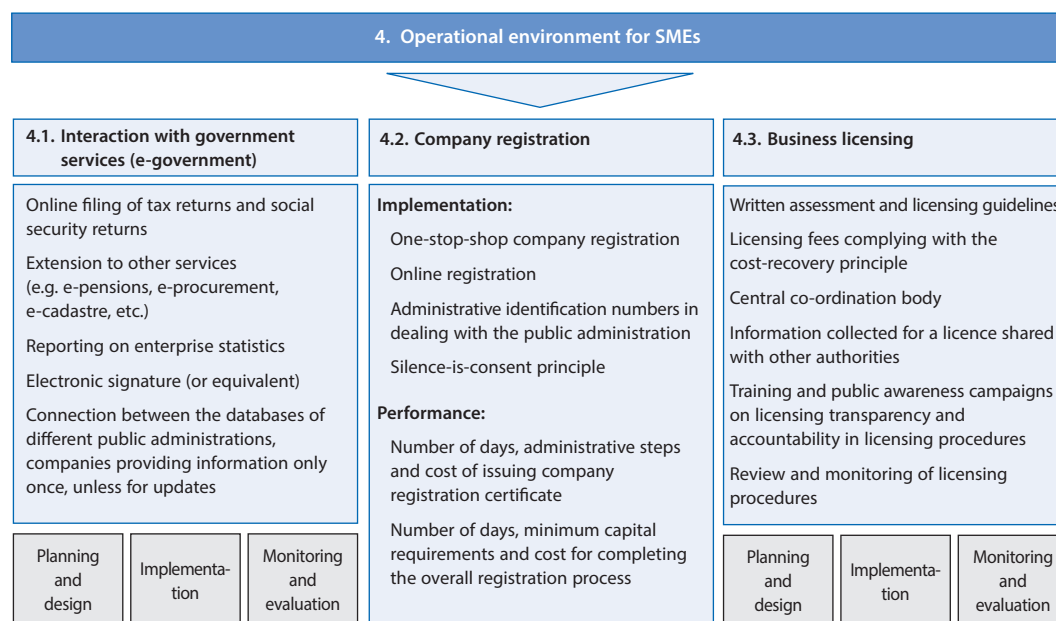 4. Operational environment for SMEs
4.1. Interaction with government
services (e-government)
Online filing of tax returns and social
security returns
Extension to other services
(e.g. e-pensions, e-procurement,
e-cadastre, etc.)
Reporting on enterprise statistics
Electronic signature (or equivalent)
Connection between the databases of
different public administrations,
companies providing information only
once, unless for updates
Planning
and
design
Implementa-
tion
Monitoring
and
evaluation
4.2. Company registration
Implementation:
One-stop-shop company registration
Online registration
Administrative identification numbers in
dealing with the public administration
Silence-is-consent principle
Performance:
Number of days, administrative steps
and cost of issuing company
registration certificate
Number of days, minimum capital
requirements and cost for completing
the overall registration process
4.3. Business licensing
Written assessment and licensing guidelines
Licensing fees complying with the
cost-recovery principle
Central co-ordination body
Information collected for a licence shared
with other authorities
Training and public awareness campaigns
on licensing transparency and
accountability in licensing procedures
Review and monitoring of licensing
procedures
Planning
and
design
Implementa-
tion
Monitoring
and
evaluation